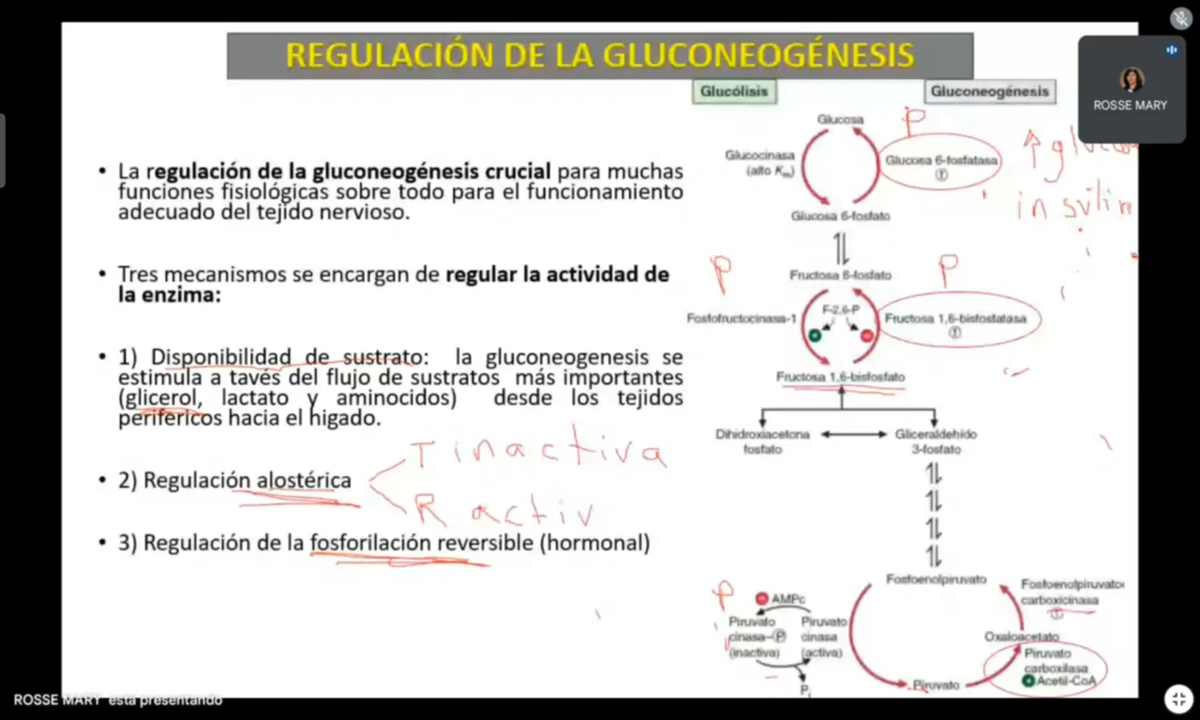 REGULACIÓN DE LA GLUCONEOGÉNESIS
ROSSE MARY
Glucólisis
Gluconeogénesis
• La regulación de la gluconeogénesis crucial para muchas
funciones fisiológicas sobre todo para el funcionamiento
adecuado del tejido nervioso.
• Tres mecanismos se encargan de regular la actividad de
la enzima:
• 1) Disponibilidad de sustrato: la gluconeogenesis se
estimula a tavés del flujo de sustratos más importantes
(glicerol, lactato y aminocidos) desde los tejidos
perifericos hacia el higado.
• 2) Regulación alostérica
T inactiva
R activ
• 3) Regulación de la fosforilación reversible (hormonal)
Glucosa
P
Glucocinasa
(alto Km)
Glucosa 6-fosfatasa
↑
insulin
Glucosa 6-fosfato
Fructosa 6-fosfato
P
P
Fosfofructocinasa-1
F-2,6-P
Fructosa 1,6-bisfosfatasa
Fructosa 1,6-bisfosfato
Dihidroxiacetona
fosfato
Gliceraldehído
3-fosfato
Fosfoenolpiruvato
Fosfoenolpiruvato
carboxicinasa
P
AMPc
Piruvato
cinasa-P
(inactiva)
Piruvato
cinasa
(activa)
Pi
Oxaloacetato
Piruvato
carboxilasa
+ Acetil-CoA
Piruvato
ROSSE MARY está presentando